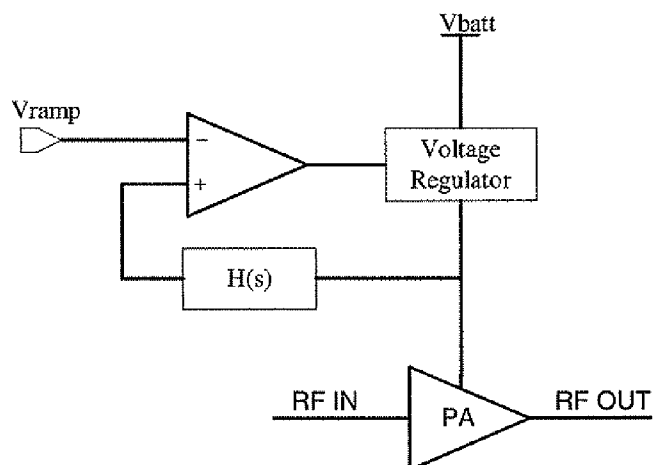 Vbatt
Vramp
−
+
Voltage
Regulator
H(s)
RF IN
PA
RF OUT